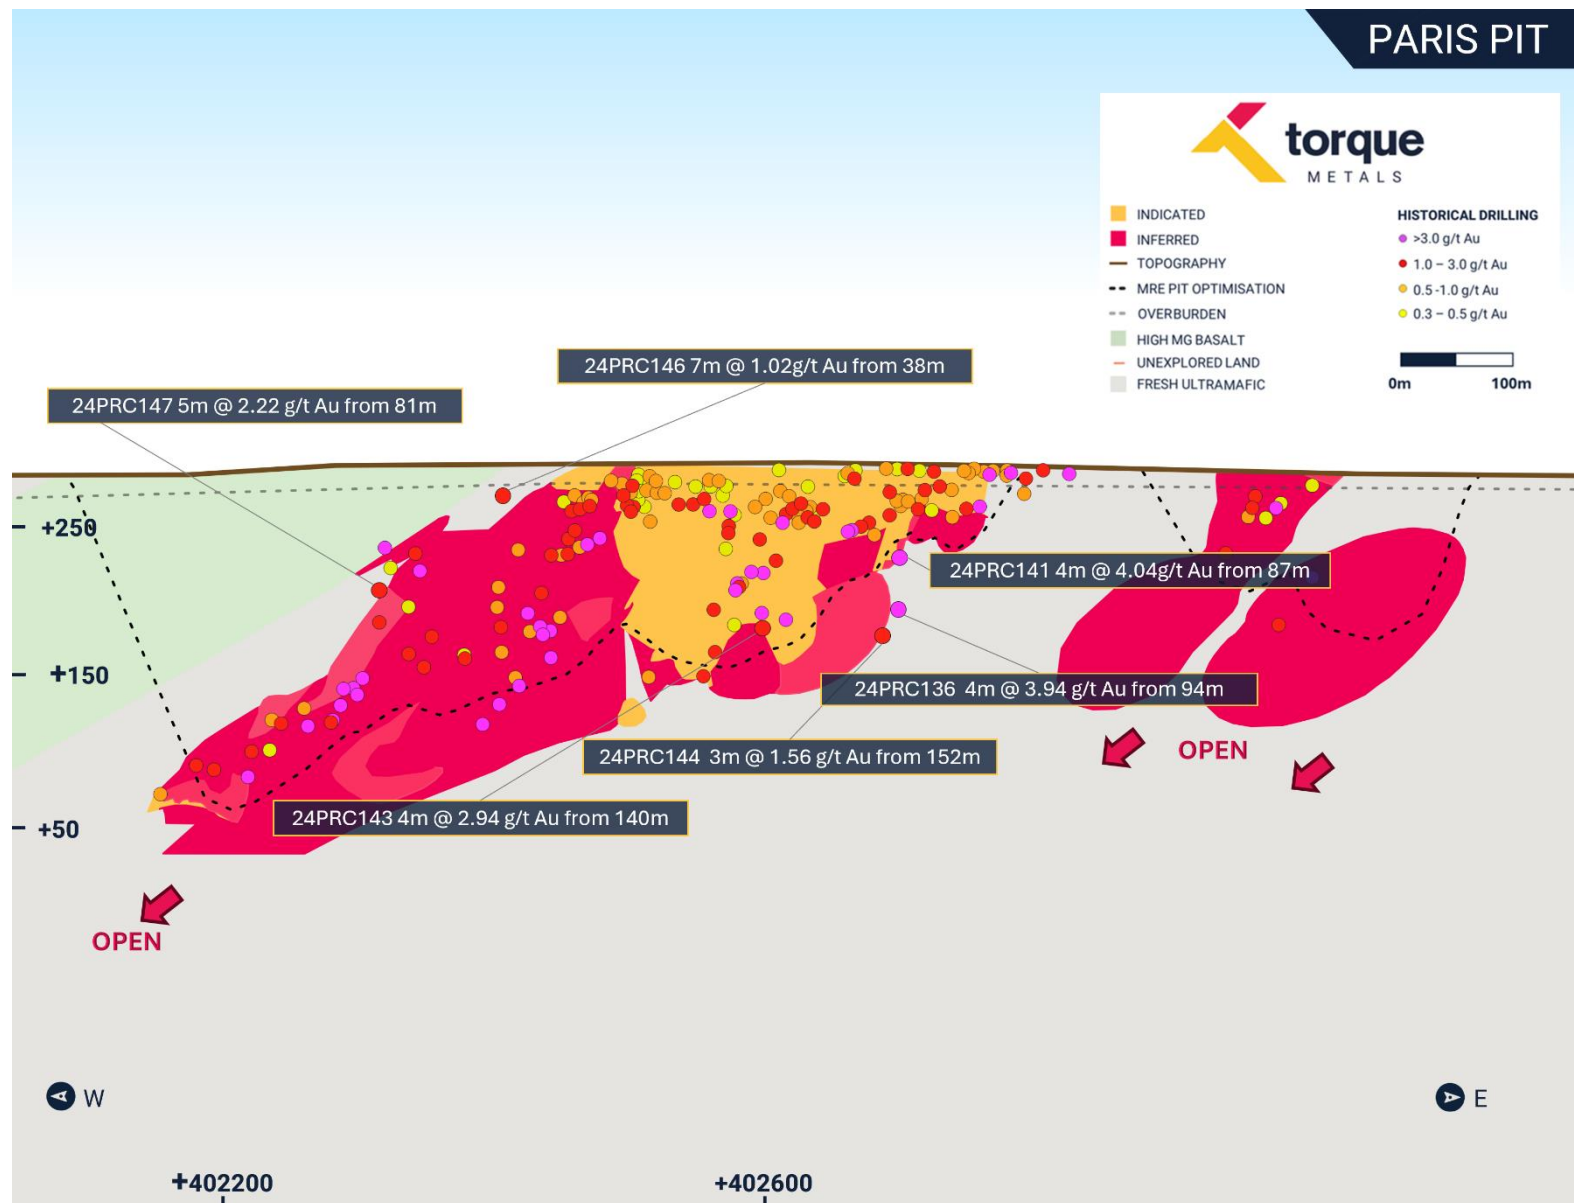 PARIS PIT
torque
METALS
INDICATED
INFERRED
TOPOGRAPHY
MRE PIT OPTIMISATION
OVERBURDEN
HIGH MG BASALT
UNEXPLORED LAND
FRESH ULTRAMAFIC
HISTORICAL DRILLING
>3.0 g/t Au
1.0 – 3.0 g/t Au
0.5 -1.0 g/t Au
0.3 – 0.5 g/t Au
0m 100m
24PRC146 7m @ 1.02g/t Au from 38m
24PRC147 5m @ 2.22 g/t Au from 81m
+250
24PRC141 4m @ 4.04g/t Au from 87m
+150
24PRC136 4m @ 3.94 g/t Au from 94m
24PRC144 3m @ 1.56 g/t Au from 152m
OPEN
24PRC143 4m @ 2.94 g/t Au from 140m
+50
OPEN
W
E
+402200
+402600